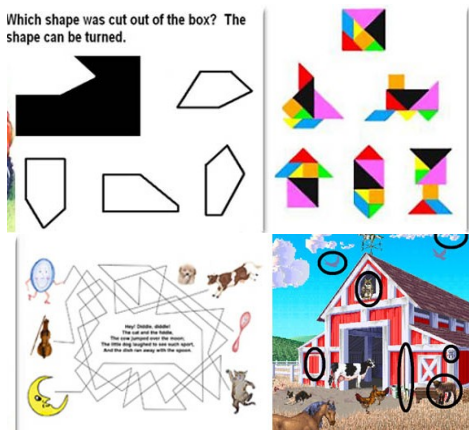 Which shape was cut out of the box?  The
shape can be turned.
Hey! Diddle, diddle!
The cat and the fiddle,
The cow jumped over the moon,
The little dog laughed to see such sport,
And the dish ran away with the spoon.